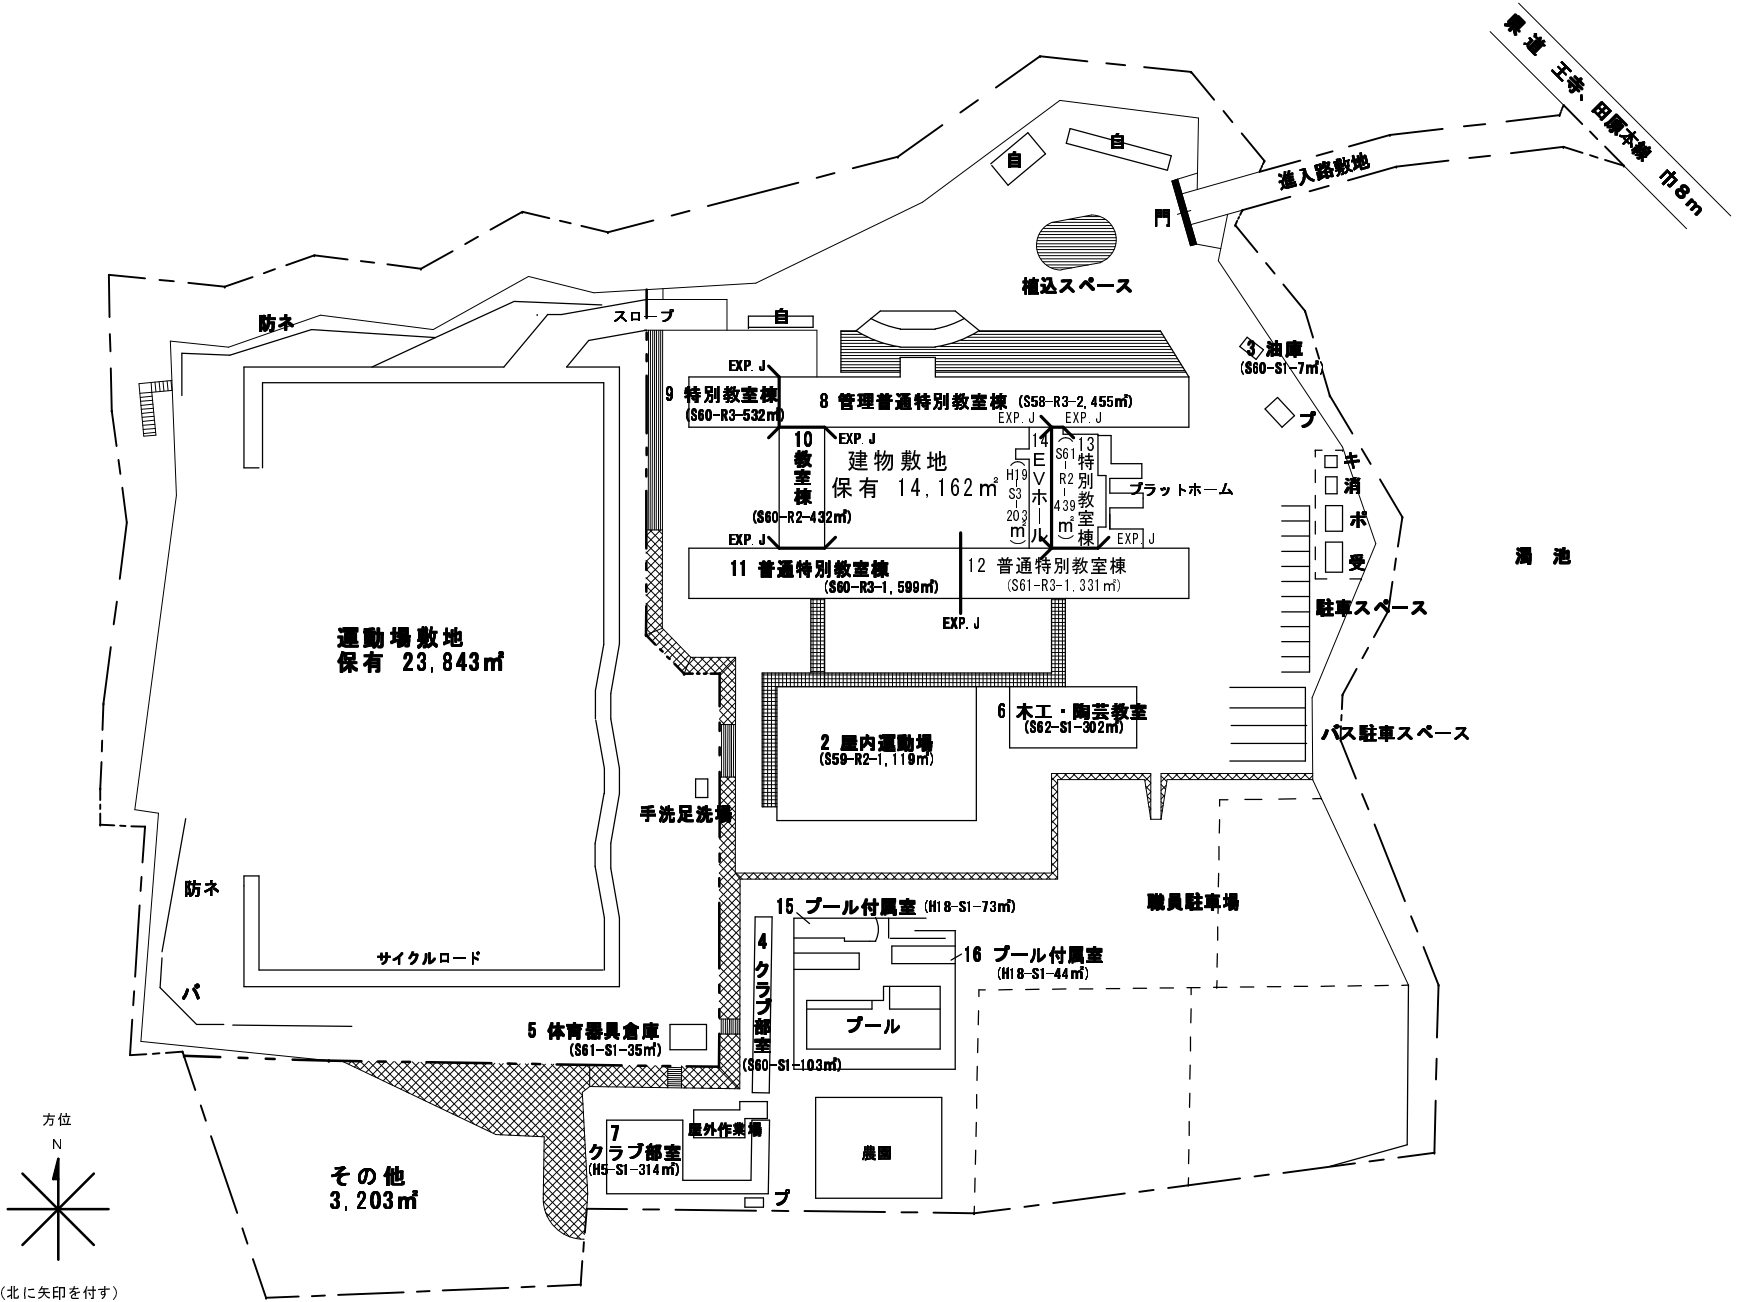 県道 王寺、田原本線 巾8m
進入路敷地
自
自
門
植込スペース
防ネ
スロープ
自
3 油庫
(S60-S1-7㎡)
EXP.J
9 特別教室棟
(S60-R3-532㎡)
8 管理普通特別教室棟 (S58-R3-2,455㎡)
EXP.J
EXP.J
プ
10
教室棟
(S60-R2-432㎡)
EXP.J
建物敷地
保有 14,162㎡
14 EVホール
(H19-S3-203㎡)
13 特別教室棟
(S61-R2-439㎡)
プラットホーム
キ
消
ポ
受
EXP.J
EXP.J
11 普通特別教室棟
(S60-R3-1,599㎡)
12 普通特別教室棟
(S61-R3-1,331㎡)
EXP.J
濁 池
駐車スペース
運動場敷地
保有 23,843㎡
6 木工・陶芸教室
(S62-S1-302㎡)
バス駐車スペース
2 屋内運動場
(S59-R2-1,119㎡)
手洗足洗場
防ネ
職員駐車場
15 プール付属室 (H18-S1-73㎡)
16 プール付属室
(H18-S1-44㎡)
4 クラブ部室
(S60-S1-103㎡)
サイクルロード
バ
プール
5 体育器具倉庫
(S61-S1-35㎡)
7
クラブ部室
(H5-S1-314㎡)
屋外作業場
農園
プ
その他
3,203㎡
方位
N
(北に矢印を付す)